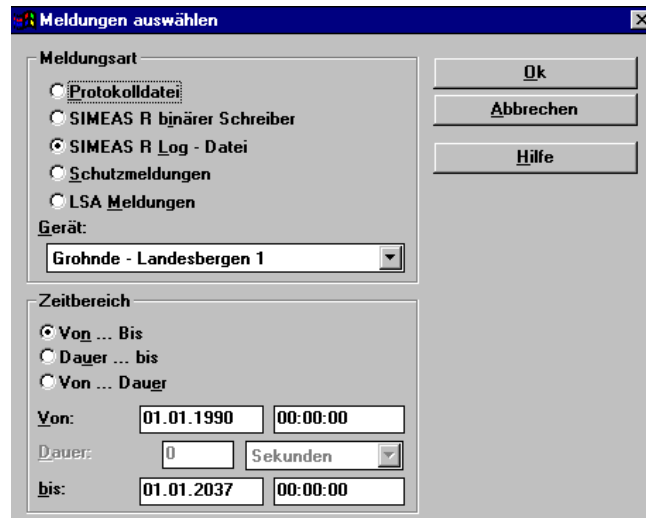 Meldungen auswählen
Meldungsart
Protokolldatei
SIMEAS R binärer Schreiber
SIMEAS R Log - Datei
Schutzmeldungen
LSA Meldungen
Gerät:
Grohnde - Landesbergen 1
Ok
Abbrechen
Hilfe
Zeitbereich
Von ... Bis
Dauer ... bis
Von ... Dauer
Von: 01.01.1990 00:00:00
Dauer: 0 Sekunden
bis: 01.01.2037 00:00:00